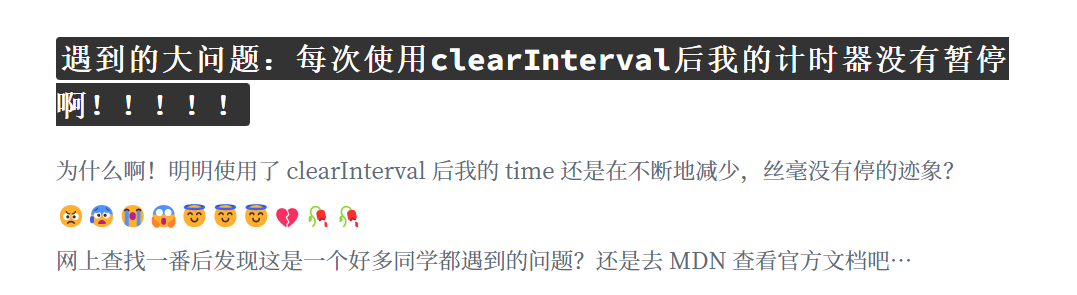 遇到的大问题：每次使用clearInterval后我的计时器没有暂停
啊！！！！！
为什么啊！明明使用了 clearInterval 后我的 time 还是在不断地减少，丝毫没有停的迹象？
😡😰😭😱😇😇😇💔🥀🥀
网上查找一番后发现这是一个好多同学都遇到的问题？还是去 MDN 查看官方文档吧…